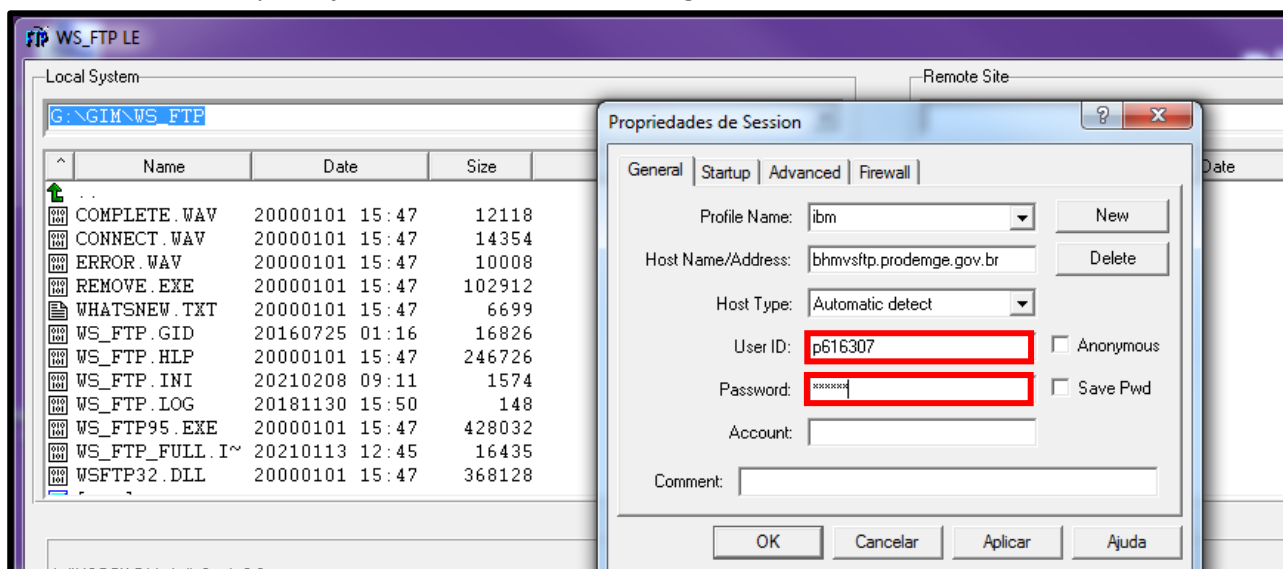 WS_FTP LE
Local System
Remote Site
G:\GIM\WS_FTP
^ Name Date Size
Date
..
COMPLETE.WAV 20000101 15:47 12118
CONNECT.WAV 20000101 15:47 14354
ERROR.WAV 20000101 15:47 10008
REMOVE.EXE 20000101 15:47 102912
WHATSNEW.TXT 20000101 15:47 6699
WS_FTP.GID 20160725 01:16 16826
WS_FTP.HLP 20000101 15:47 246726
WS_FTP.INI 20210208 09:11 1574
WS_FTP.LOG 20181130 15:50 148
WS_FTP95.EXE 20000101 15:47 428032
WS_FTP_FULL.I~ 20210113 12:45 16435
WSFTP32.DLL 20000101 15:47 368128
Propriedades de Session
General Startup Advanced Firewall
Profile Name: ibm New
Host Name/Address: bhmvsftp.prodemge.gov.br Delete
Host Type: Automatic detect
User ID: p616307 Anonymous
Password: ****** Save Pwd
Account:
Comment:
OK Cancelar Aplicar Ajuda